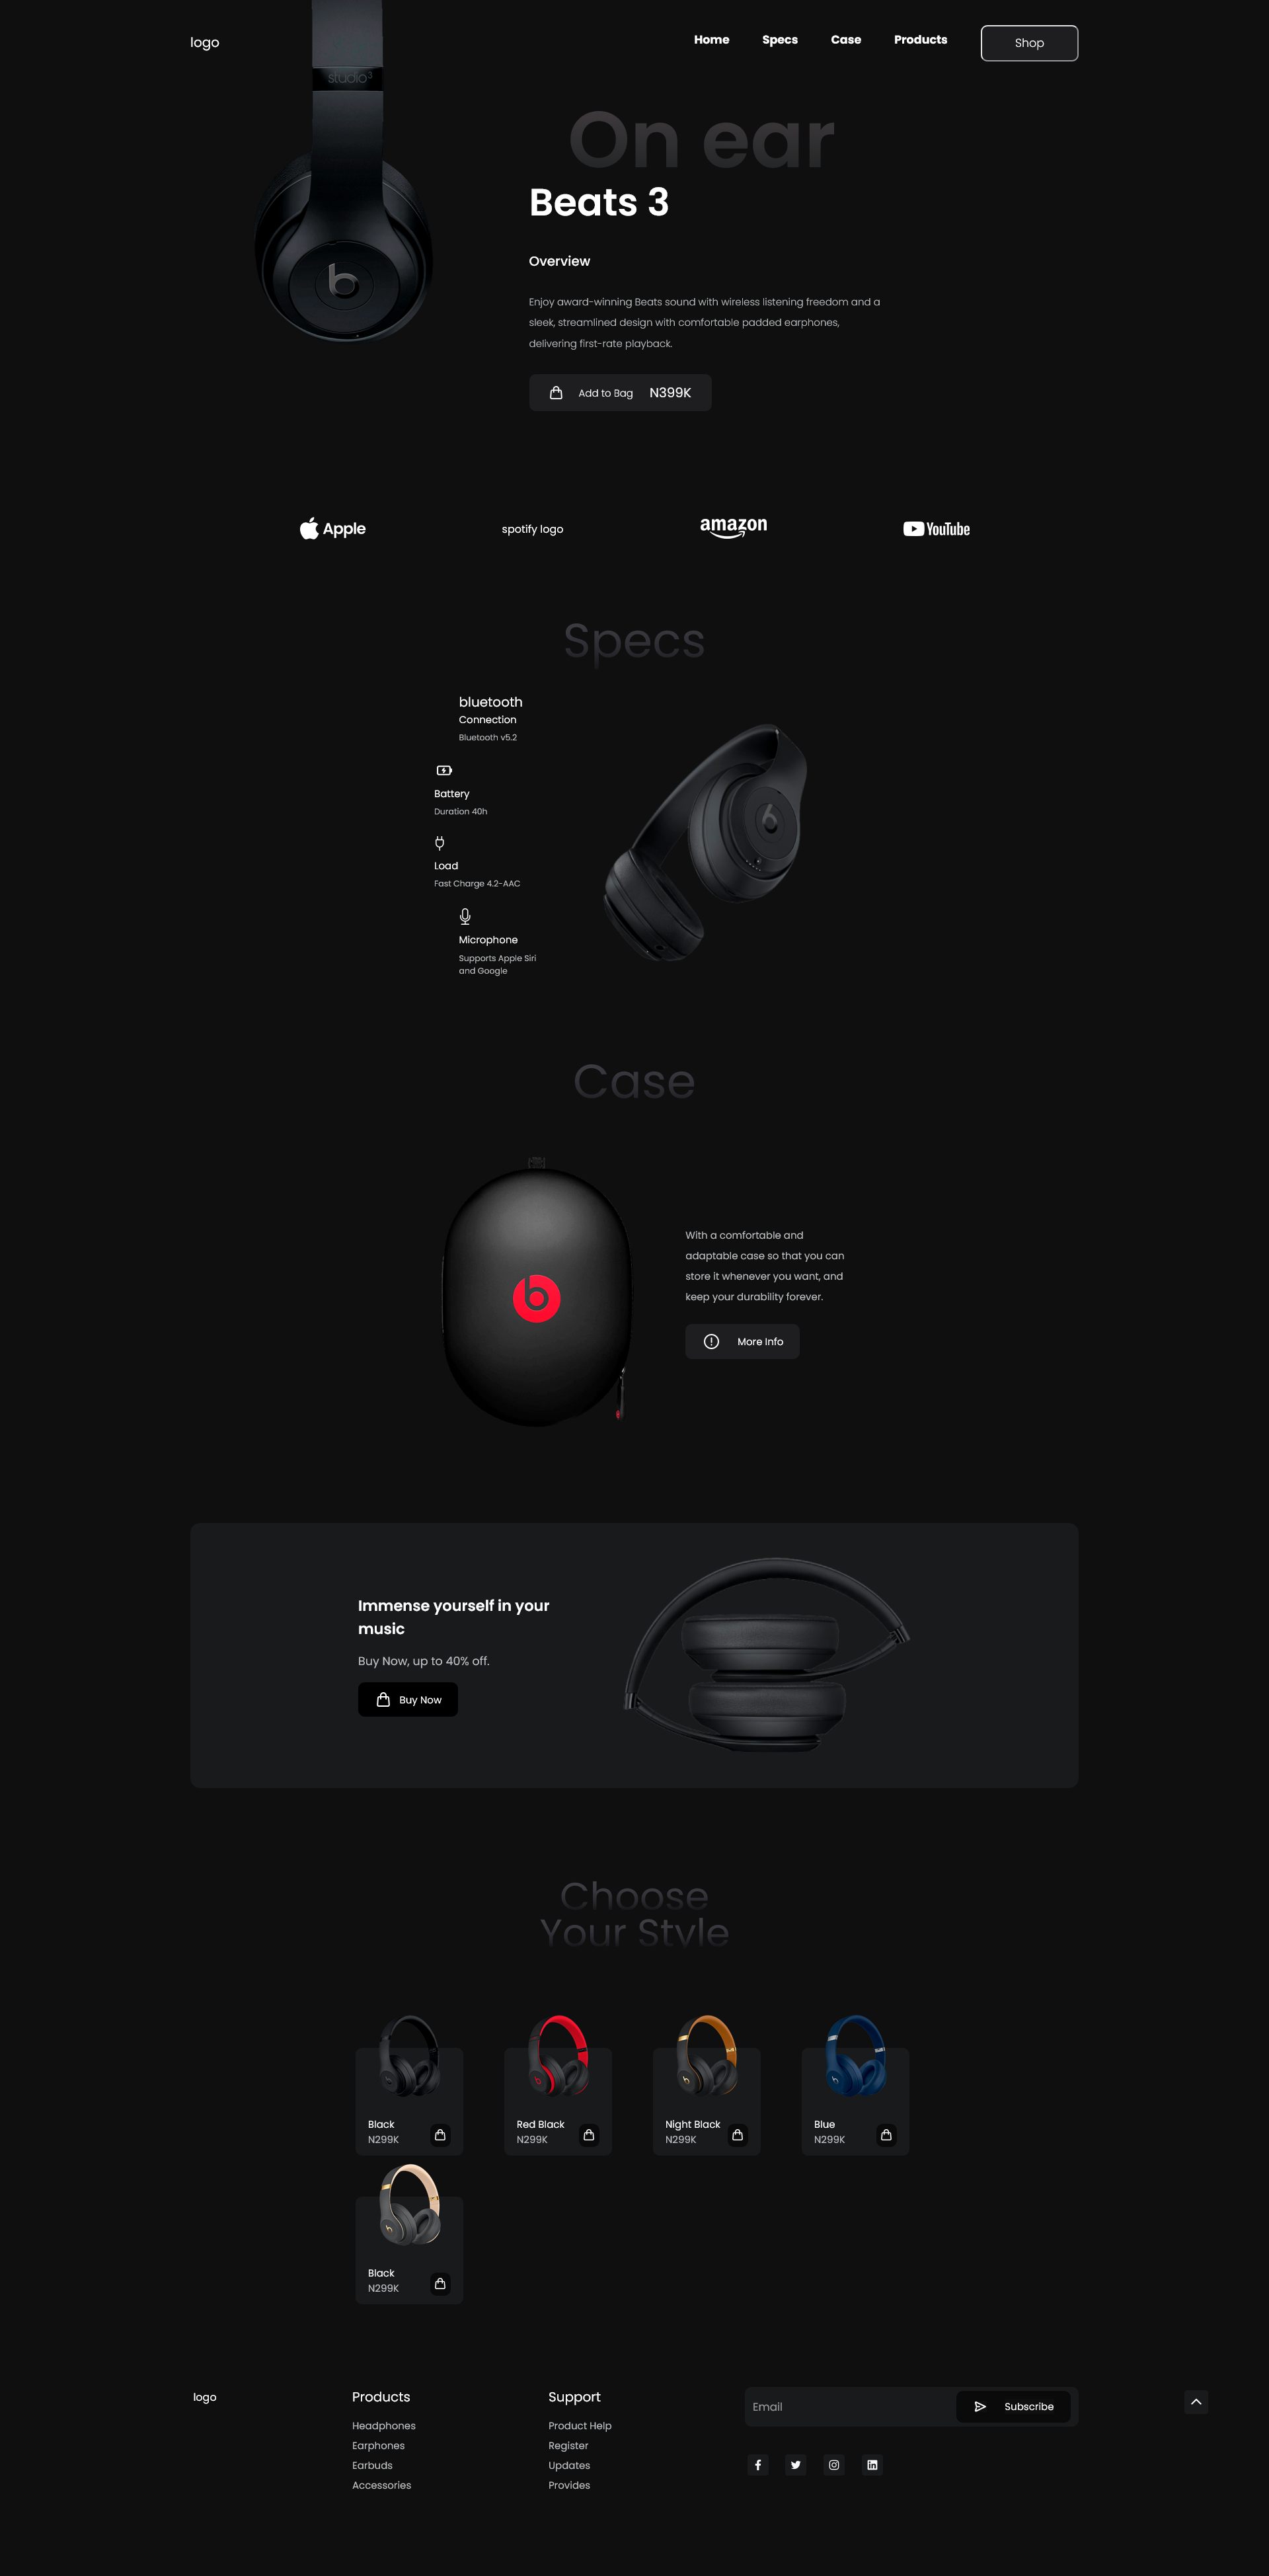 logo
Home
Specs
Case
Products
Shop
studio3
On ear
Beats 3
Overview
Enjoy award-winning Beats sound with wireless listening freedom and a
sleek, streamlined design with comfortable padded earphones,
delivering first-rate playback.
Add to Bag N399K
Apple
spotify logo
amazon
YouTube
Specs
bluetooth
Connection
Bluetooth v5.2
Battery
Duration 40h
Load
Fast Charge 4.2-AAC
Microphone
Supports Apple Siri
and Google
Case
With a comfortable and
adaptable case so that you can
store it whenever you want, and
keep your durability forever.
More Info
Immense yourself in your
music
Buy Now, up to 40% off.
Buy Now
Choose
Your Style
Black
N299K
Red Black
N299K
Night Black
N299K
Blue
N299K
Black
N299K
logo
Products
Headphones
Earphones
Earbuds
Accessories
Support
Product Help
Register
Updates
Provides
Email
Subscribe